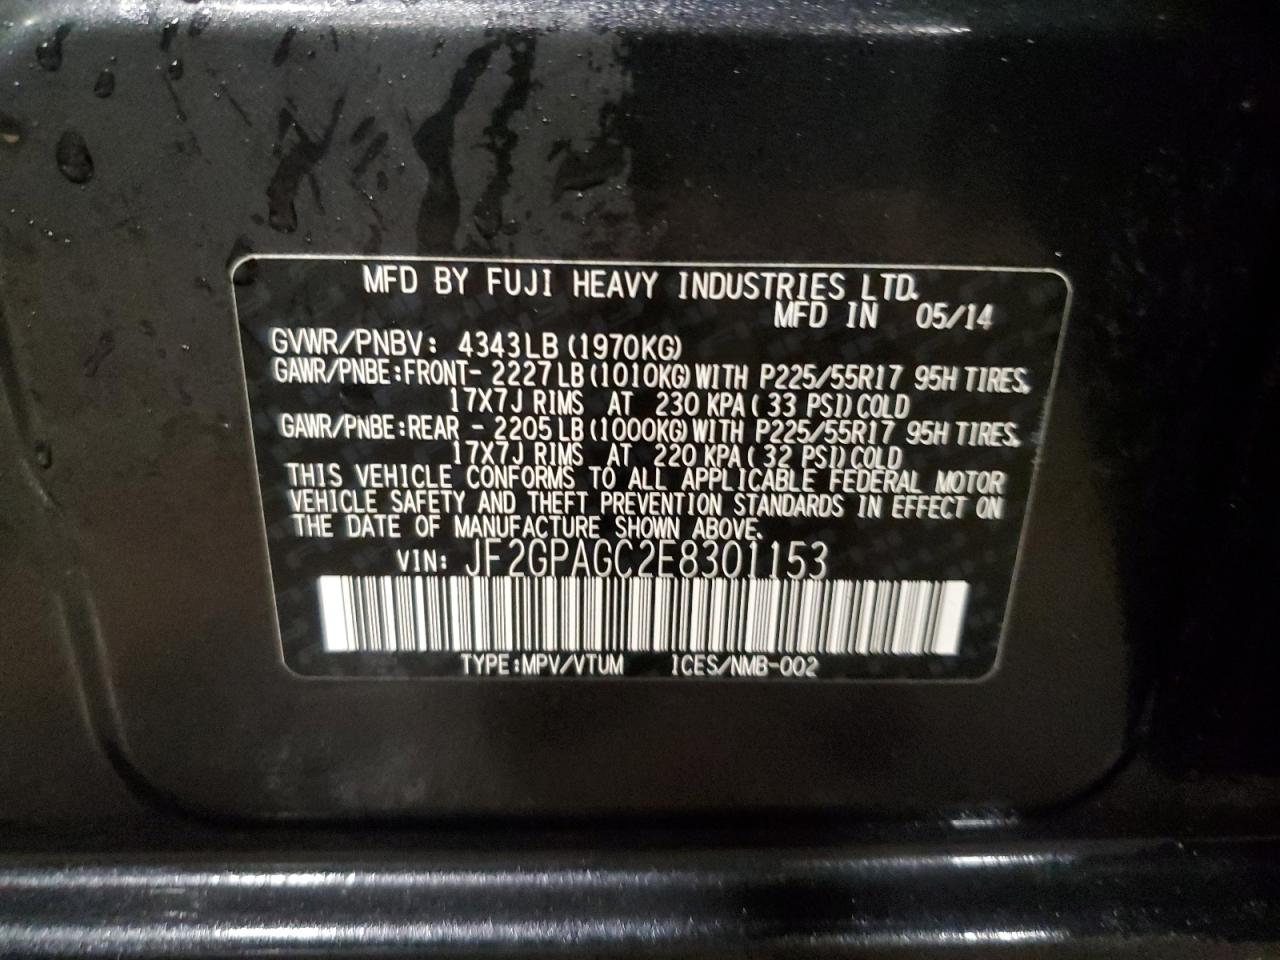 MFD BY FUJI HEAVY INDUSTRIES LTD.
MFD IN 05/14
GVWR/PNBV: 4343LB (1970KG)
GAWR/PNBE:FRONT- 2227LB (1010KG) WITH P225/55R17 95H TIRES,
17X7J RIMS AT 230 KPA (33 PSI) COLD
GAWR/PNBE:REAR - 2205LB (1000KG) WITH P225/55R17 95H TIRES,
17X7J RIMS AT 220 KPA (32 PSI) COLD
THIS VEHICLE CONFORMS TO ALL APPLICABLE FEDERAL MOTOR
VEHICLE SAFETY AND THEFT PREVENTION STANDARDS IN EFFECT ON
THE DATE OF MANUFACTURE SHOWN ABOVE.
VIN: JF2GPAGC2E8301153
TYPE:MPV/VTUM ICES/NMB-002